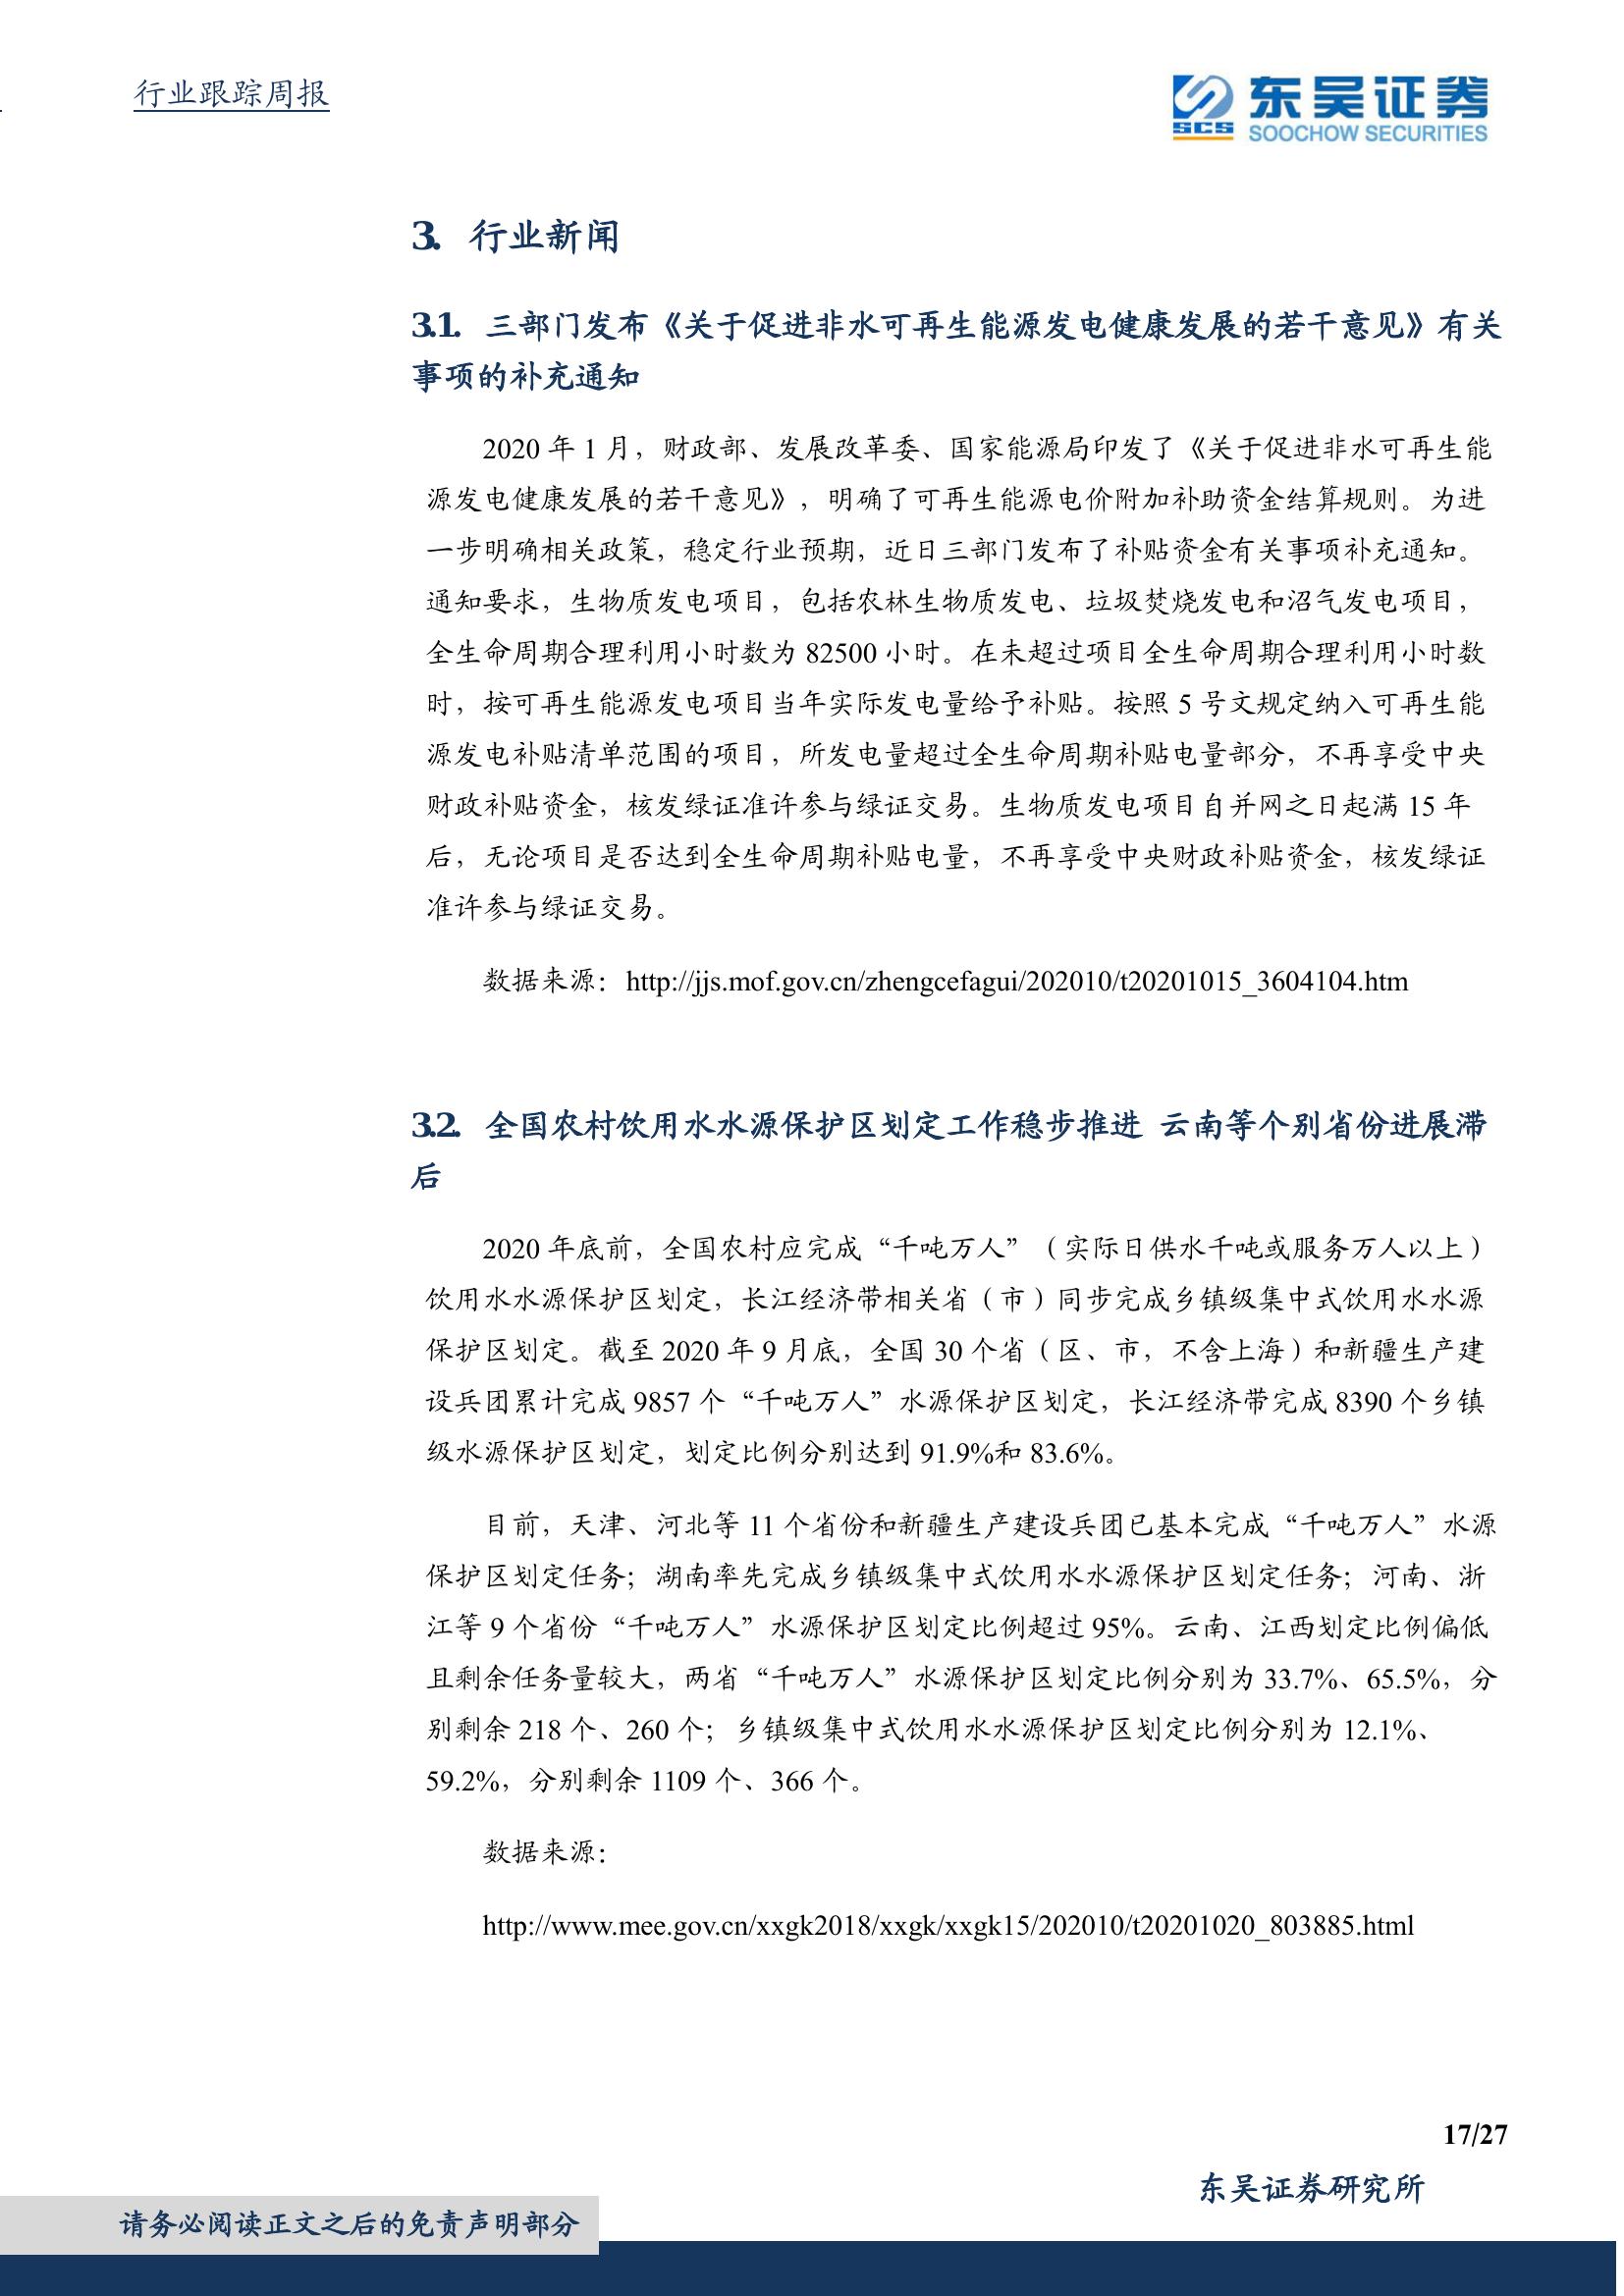 行业跟踪周报
SCS 东吴证券
SOOCHOW SECURITIES
3. 行业新闻
3.1. 三部门发布《关于促进非水可再生能源发电健康发展的若干意见》有关
事项的补充通知
2020 年 1 月，财政部、发展改革委、国家能源局印发了《关于促进非水可再生能
源发电健康发展的若干意见》，明确了可再生能源电价附加补助资金结算规则。为进
一步明确相关政策，稳定行业预期，近日三部门发布了补贴资金有关事项补充通知。
通知要求，生物质发电项目，包括农林生物质发电、垃圾焚烧发电和沼气发电项目，
全生命周期合理利用小时数为 82500 小时。在未超过项目全生命周期合理利用小时数
时，按可再生能源发电项目当年实际发电量给予补贴。按照 5 号文规定纳入可再生能
源发电补贴清单范围的项目，所发电量超过全生命周期补贴电量部分，不再享受中央
财政补贴资金，核发绿证准许参与绿证交易。生物质发电项目自并网之日起满 15 年
后，无论项目是否达到全生命周期补贴电量，不再享受中央财政补贴资金，核发绿证
准许参与绿证交易。
数据来源：http://jjs.mof.gov.cn/zhengcefagui/202010/t20201015_3604104.htm
3.2. 全国农村饮用水水源保护区划定工作稳步推进 云南等个别省份进展滞
后
2020 年底前，全国农村应完成“千吨万人”（实际日供水千吨或服务万人以上）
饮用水水源保护区划定，长江经济带相关省（市）同步完成乡镇级集中式饮用水水源
保护区划定。截至 2020 年 9 月底，全国 30 个省（区、市，不含上海）和新疆生产建
设兵团累计完成 9857 个“千吨万人”水源保护区划定，长江经济带完成 8390 个乡镇
级水源保护区划定，划定比例分别达到 91.9%和 83.6%。
目前，天津、河北等 11 个省份和新疆生产建设兵团已基本完成“千吨万人”水源
保护区划定任务；湖南率先完成乡镇级集中式饮用水水源保护区划定任务；河南、浙
江等 9 个省份“千吨万人”水源保护区划定比例超过 95%。云南、江西划定比例偏低
且剩余任务量较大，两省“千吨万人”水源保护区划定比例分别为 33.7%、65.5%，分
别剩余 218 个、260 个；乡镇级集中式饮用水水源保护区划定比例分别为 12.1%、
59.2%，分别剩余 1109 个、366 个。
数据来源：
http://www.mee.gov.cn/xxgk2018/xxgk/xxgk15/202010/t20201020_803885.html
17/27
东吴证券研究所
请务必阅读正文之后的免责声明部分